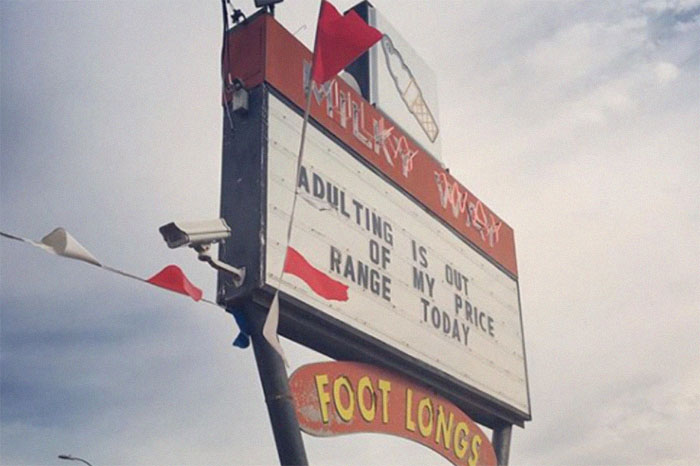 MILKY WAY
ADULTING IS OUT
OF MY PRICE
RANGE TODAY
FOOT LONGS